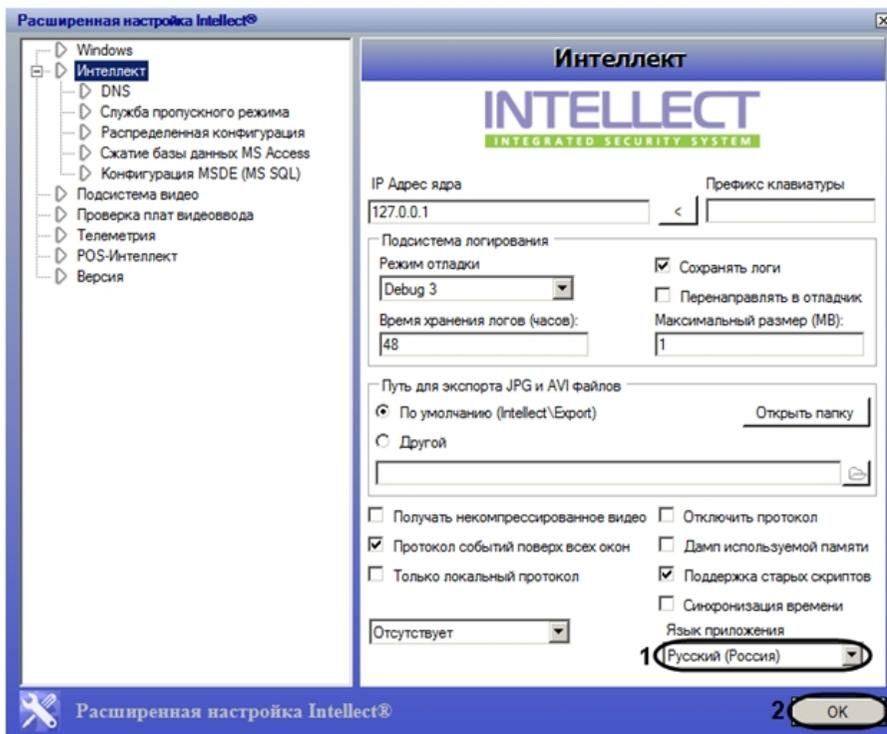 Расширенная настройка Intellect®
Windows
Интеллект
DNS
Служба пропускного режима
Распределенная конфигурация
Сжатие базы данных MS Access
Конфигурация MSDE (MS SQL)
Подсистема видео
Проверка плат видеоввода
Телеметрия
POS-Интеллект
Версия
Интеллект
INTELLECT
INTEGRATED SECURITY SYSTEM
IP Адрес ядра
Префикс клавиатуры
127.0.0.1
<
Подсистема логирования
Режим отладки
Debug 3
Сохранять логи
Перенаправлять в отладчик
Время хранения логов (часов):
Максимальный размер (MB):
48
1
Путь для экспорта JPG и AVI файлов
По умолчанию (Intellect\Export)
Открыть папку
Другой
Получать некомпрессированное видео
Отключить протокол
Протокол событий поверх всех окон
Дамп используемой памяти
Только локальный протокол
Поддержка старых скриптов
Синхронизация времени
Отсутствует
Язык приложения
1
Русский (Россия)
Расширенная настройка Intellect®
2
OK